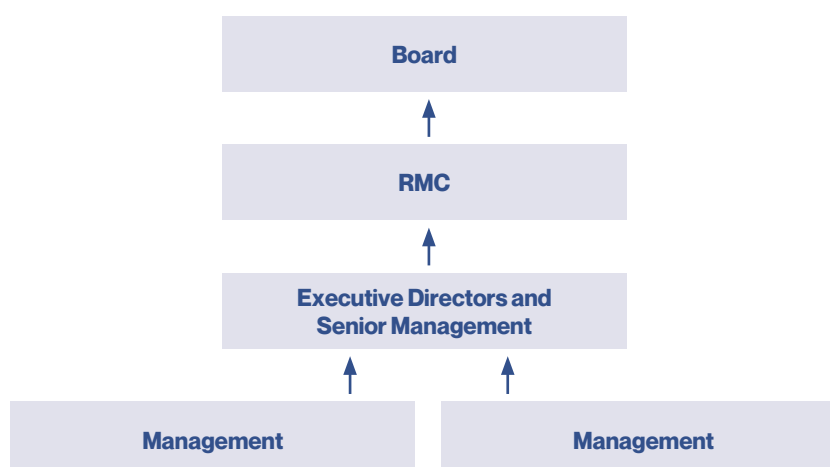 Board
RMC
Executive Directors and
Senior Management
Management
Management